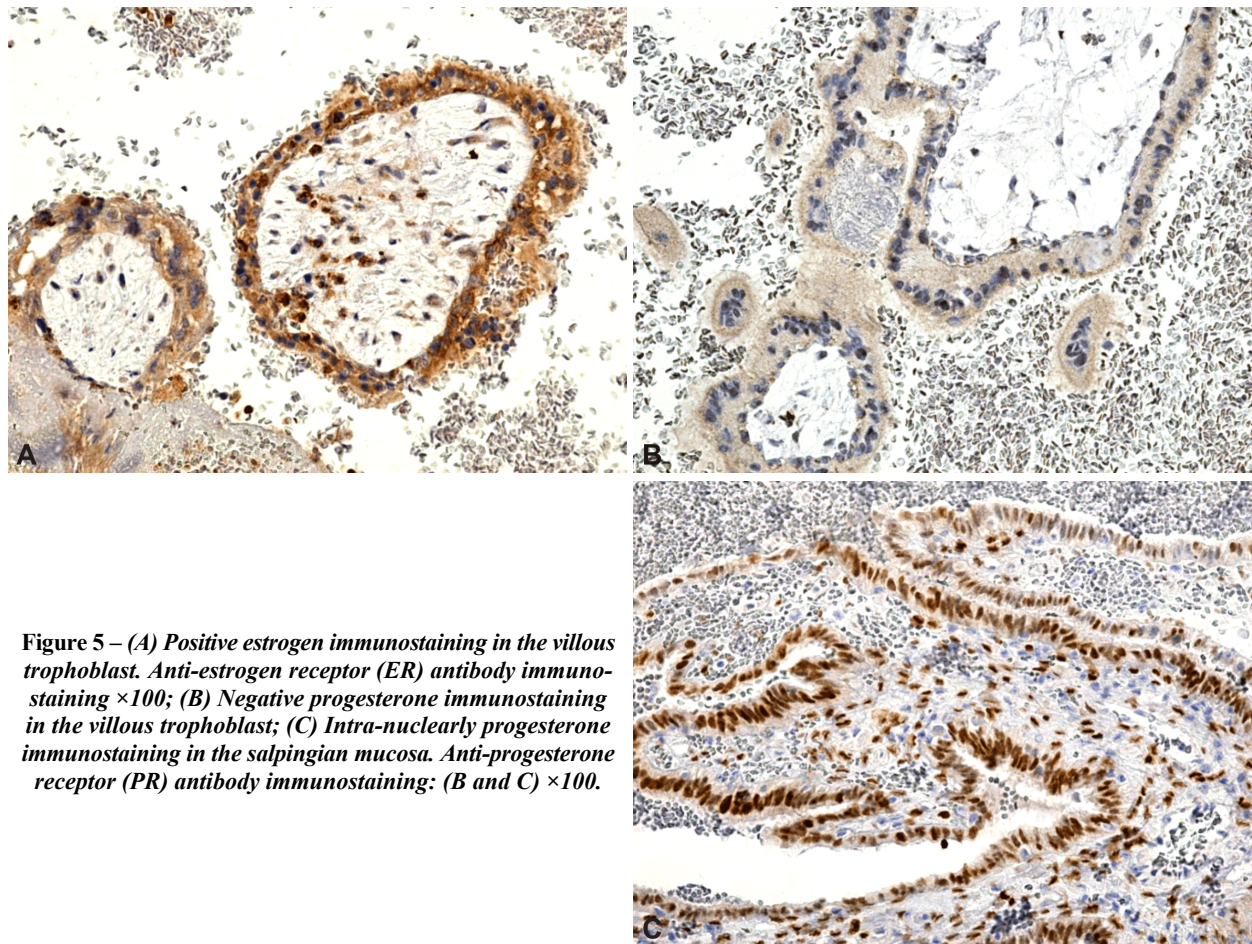 A
B
Figure 5 – (A) Positive estrogen immunostaining in the villous
trophoblast. Anti-estrogen receptor (ER) antibody immuno-
staining ×100; (B) Negative progesterone immunostaining
in the villous trophoblast; (C) Intra-nuclearly progesterone
immunostaining in the salpingian mucosa. Anti-progesterone
receptor (PR) antibody immunostaining: (B and C) ×100.
C